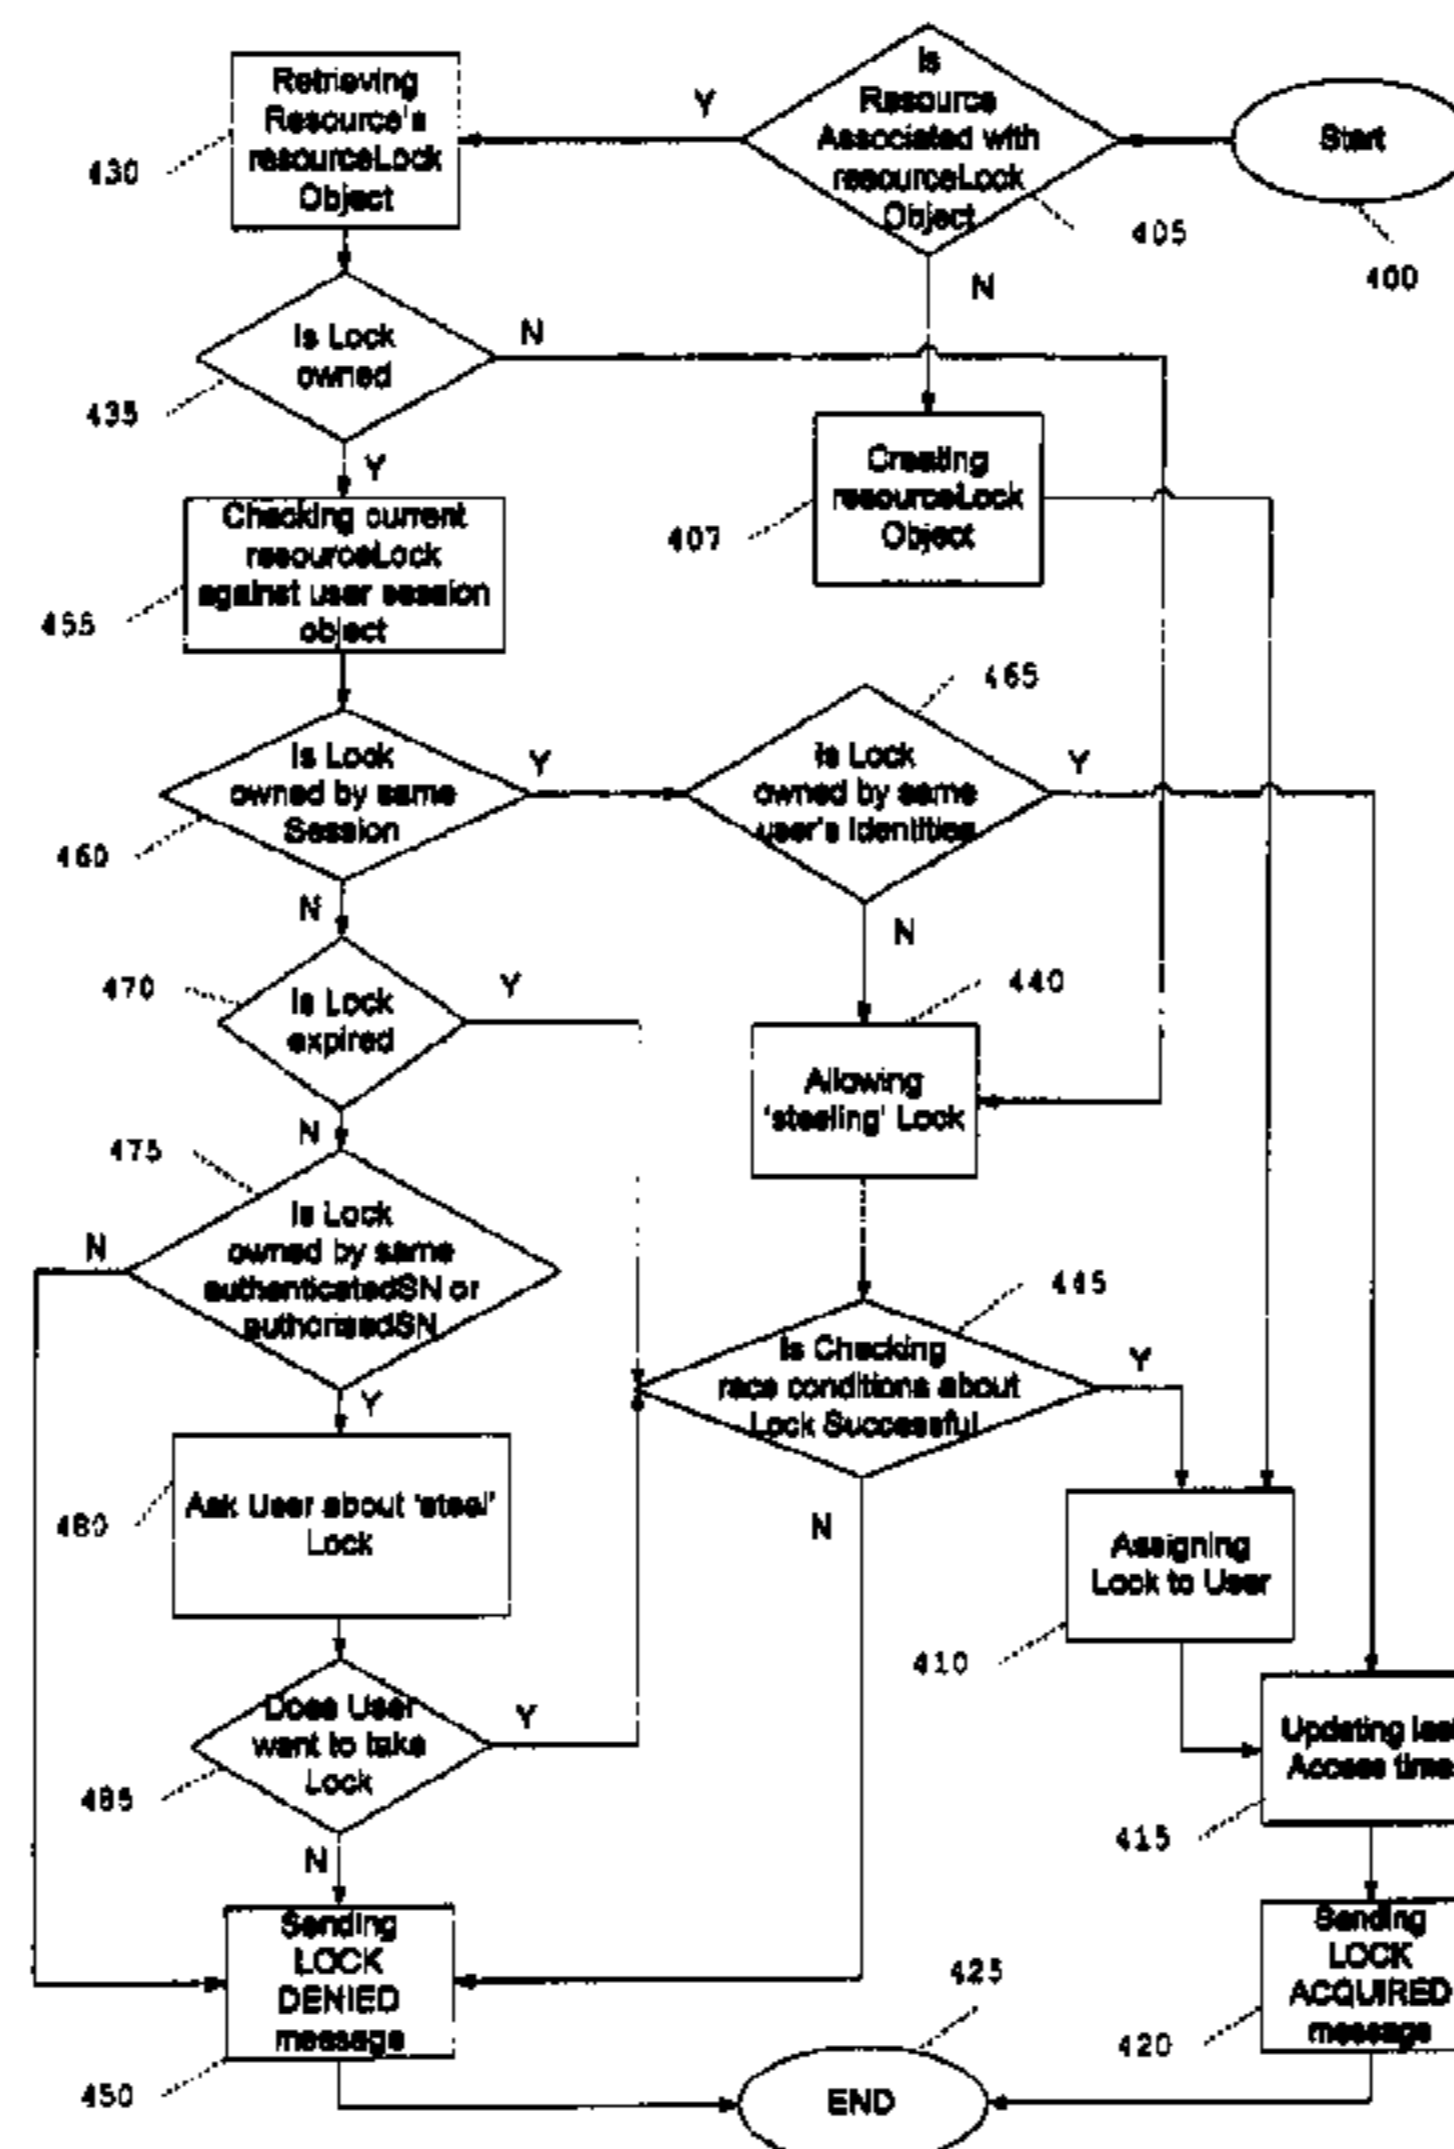 Start
400
Is
Resource
Associated with
resourceLock
Object
405
Y
N
Retrieving
Resource's
resourceLock
Object
430
Is Lock
owned
435
N
Y
Creating
resourceLock
Object
407
Checking current
resourceLock
against user session
object
455
Is Lock
owned by same
Session
460
Y
N
Is Lock
owned by same
user's identities
465
Y
N
Is Lock
expired
470
Y
N
Allowing
'steeling' Lock
440
Is Lock
owned by same
authenticatedSN or
authorisedSN
475
N
Y
Is Checking
race conditions about
Lock Successful
445
Y
N
Ask User about 'steel'
Lock
480
Assigning
Lock to User
410
Does User
want to take
Lock
485
Y
N
Updating last
Access time
415
Sending
LOCK
DENIED
message
450
Sending
LOCK
ACQUIRED
message
420
END
425